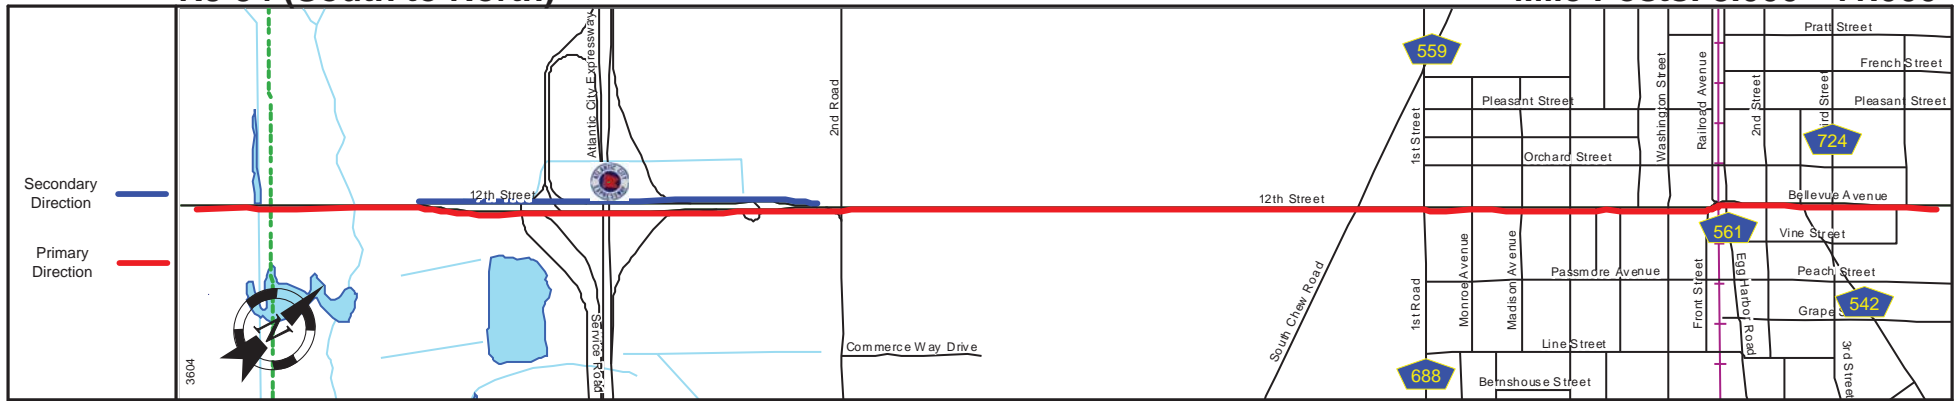 Secondary
Direction
Primary
Direction
3604
12th Street
Atlantic City Expressway
ATLANTIC CITY
EXPRESSWAY
Service Road
2nd Road
Commerce Way Drive
12th Street
South Chew Road
559
1st Street
1st Road
688
Pleasant Street
Orchard Street
Washington Street
Railroad Avenue
Monroe Avenue
Madison Avenue
Passmore Avenue
Line Street
Bernshouse Street
Front Street
561
Egg Harbor Road
Pratt Street
French Street
Pleasant Street
2nd Street
724
Bellevue Avenue
Vine Street
Peach Street
542
3rd Street
N